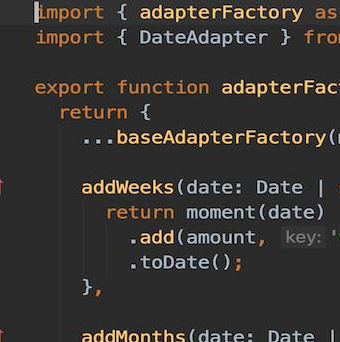 import { adapterFactory as
import { DateAdapter } from
export function adapterFact
return {
...baseAdapterFactory(
addWeeks(date: Date |
return moment(date)
.add(amount, key: '
.toDate();
},
addMonths(date: Date |